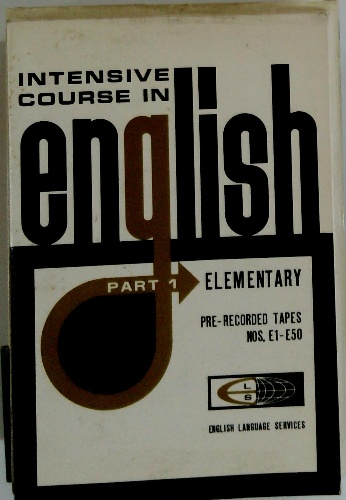 INTENSIVE
COURSE IN
english
PART 1
ELEMENTARY
PRE-RECORDED TAPES
NOS. E1-E50
ELS
ENGLISH LANGUAGE SERVICES